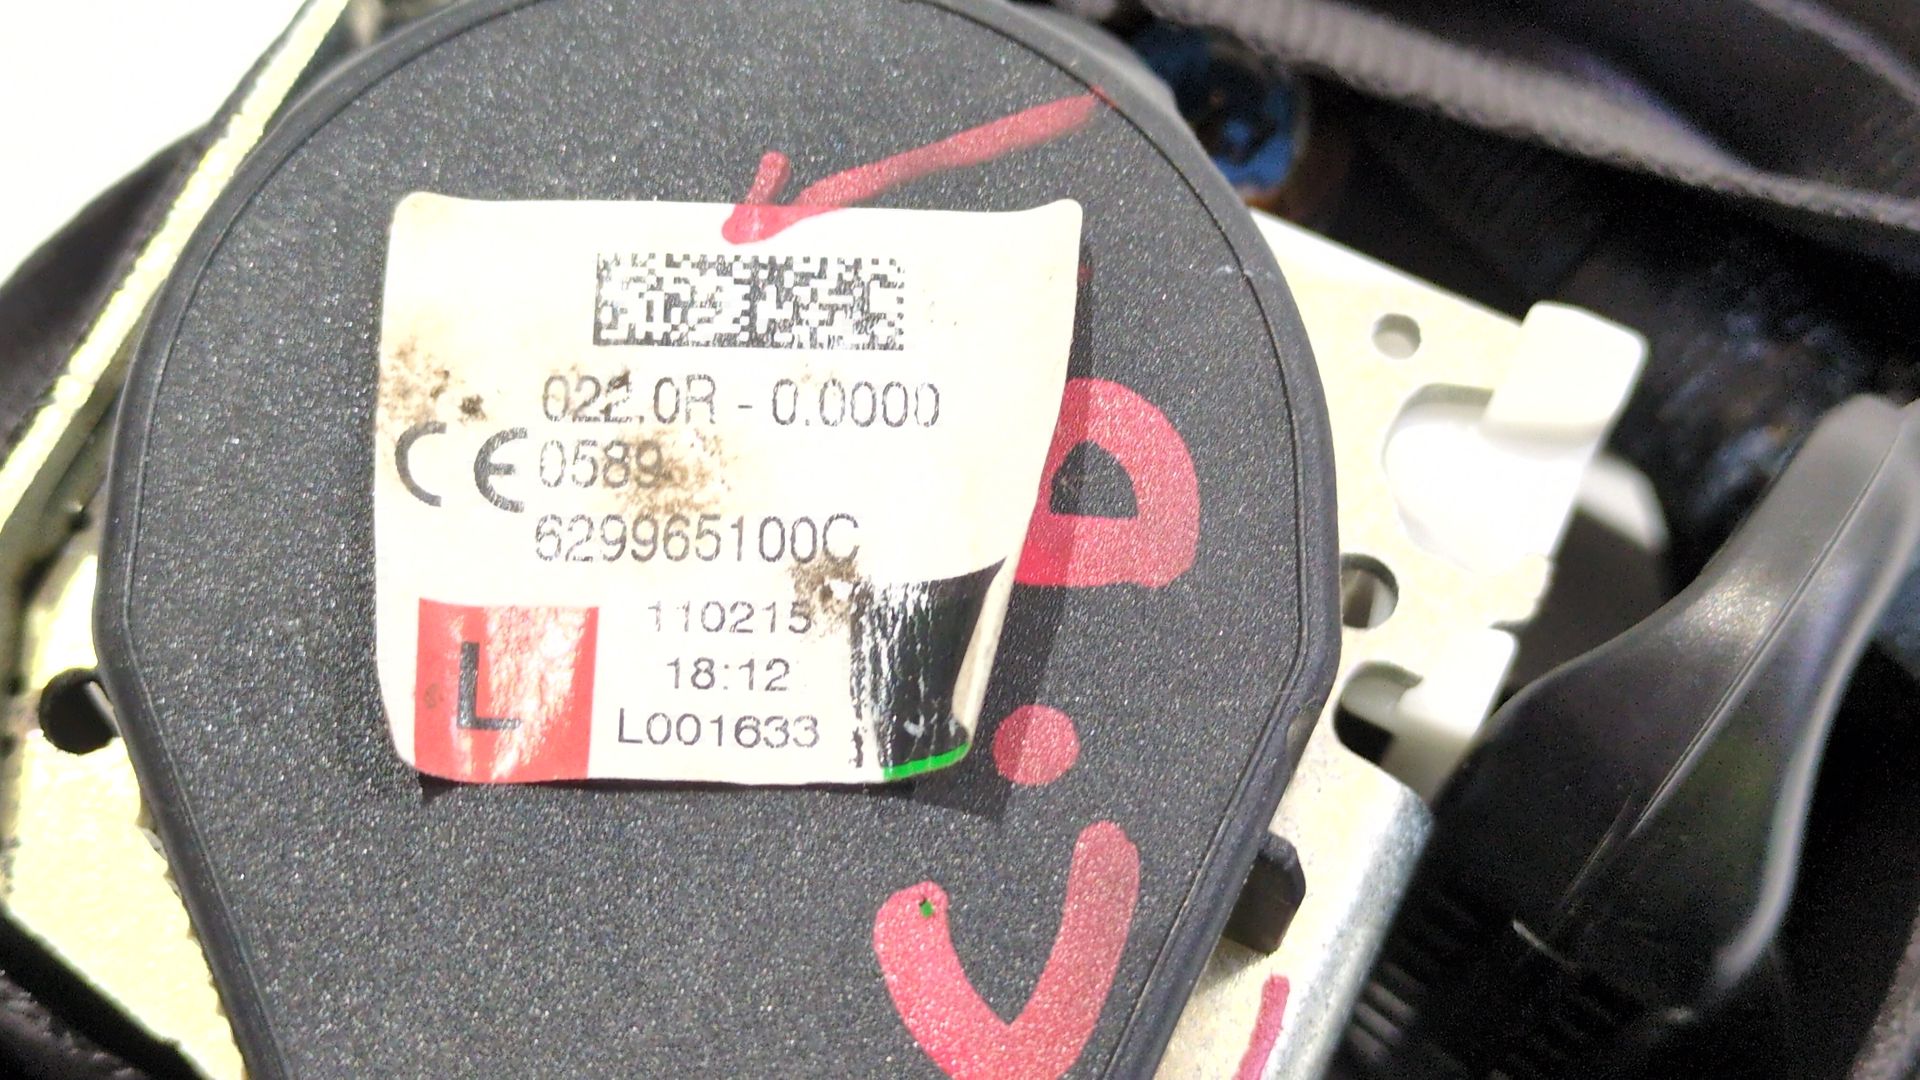 022.0R - 0.0000
CE 0589
629965100C
L
110215
18:12
L001633